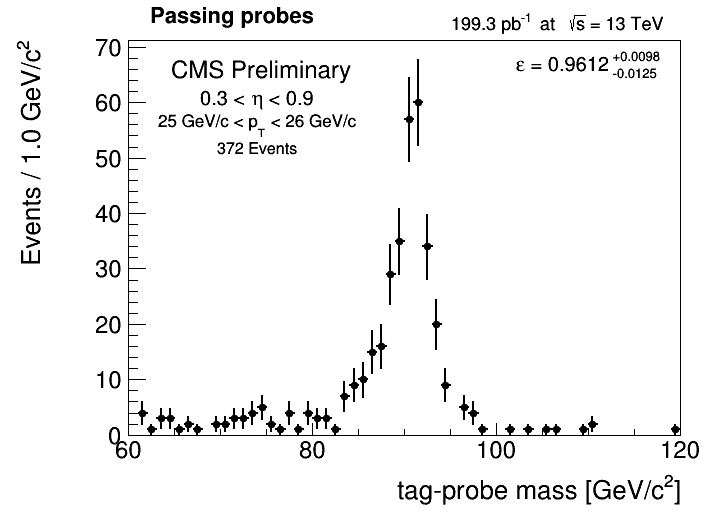 Passing probes
199.3 pb⁻¹ at √s = 13 TeV
CMS Preliminary
ε = 0.9612 +0.0098 -0.0125
0.3 < η < 0.9
25 GeV/c < p_T < 26 GeV/c
372 Events
Events / 1.0 GeV/c²
70
60
50
40
30
20
10
0
60 80 100 120
tag-probe mass [GeV/c²]